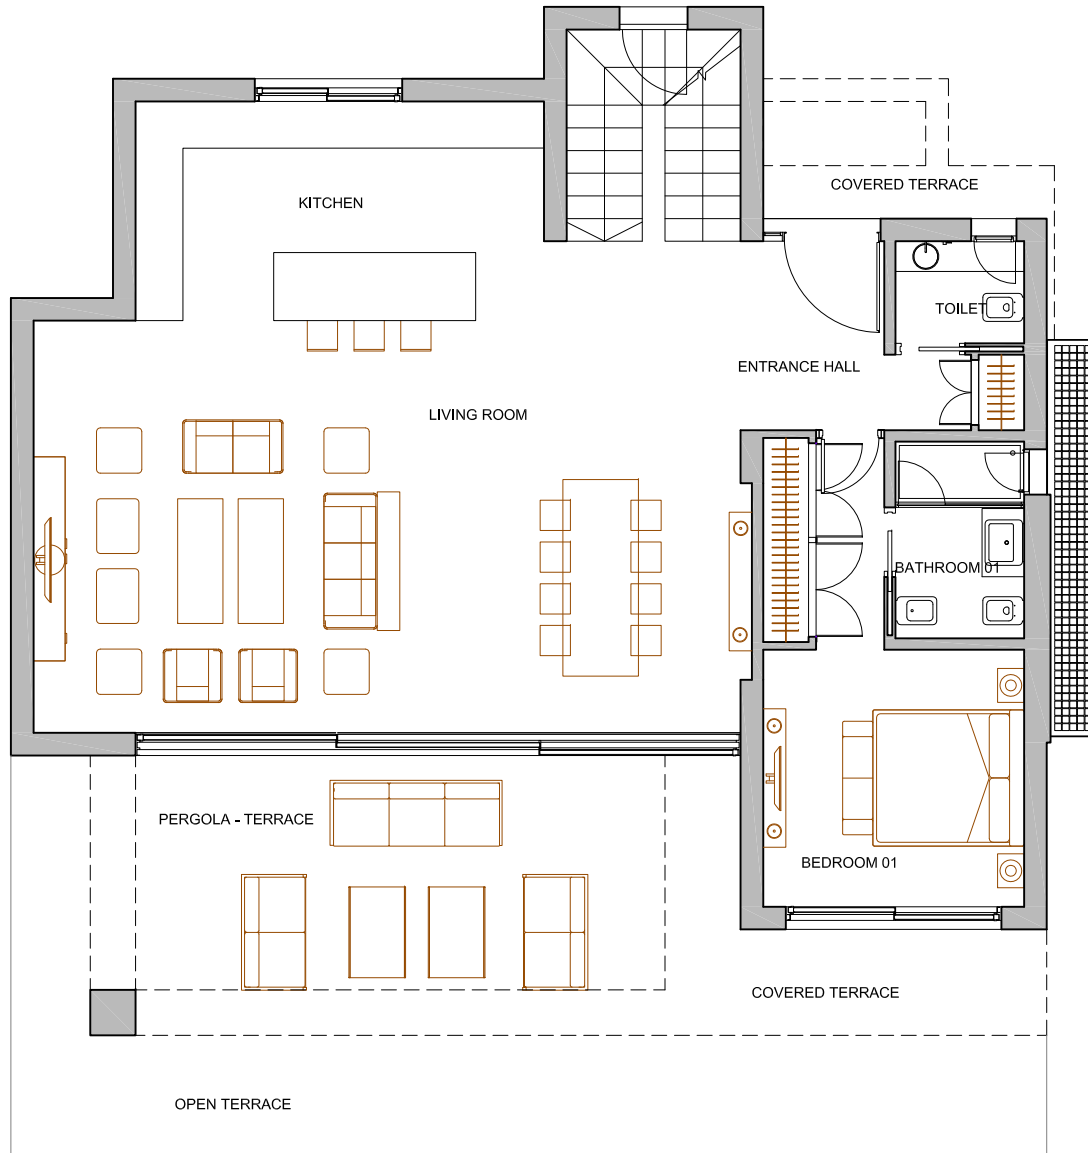 COVERED TERRACE
KITCHEN
TOILET
ENTRANCE HALL
LIVING ROOM
BATHROOM 01
PERGOLA - TERRACE
BEDROOM 01
COVERED TERRACE
OPEN TERRACE